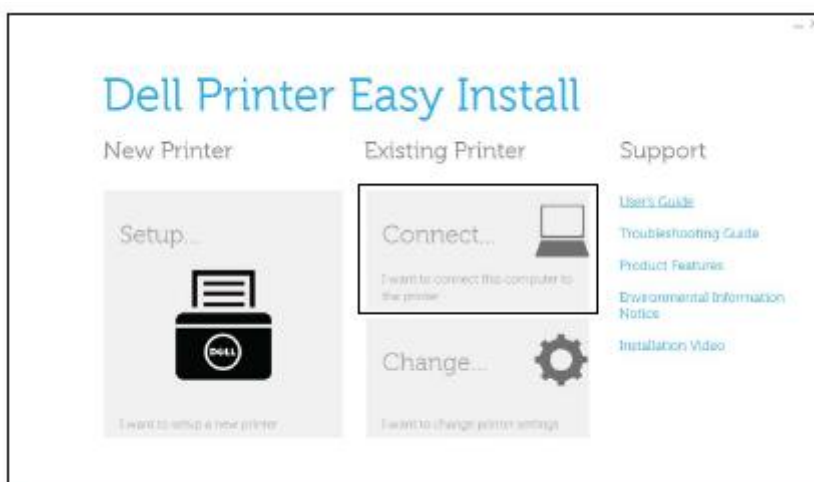 Dell Printer Easy Install
New Printer
Setup...
DELL
I want to setup a new printer
Existing Printer
Connect...
I want to connect this computer to
the printer
Change...
I want to change printer settings
Support
User's Guide
Troubleshooting Guide
Product Features
Environmental Information
Notice
Installation Video